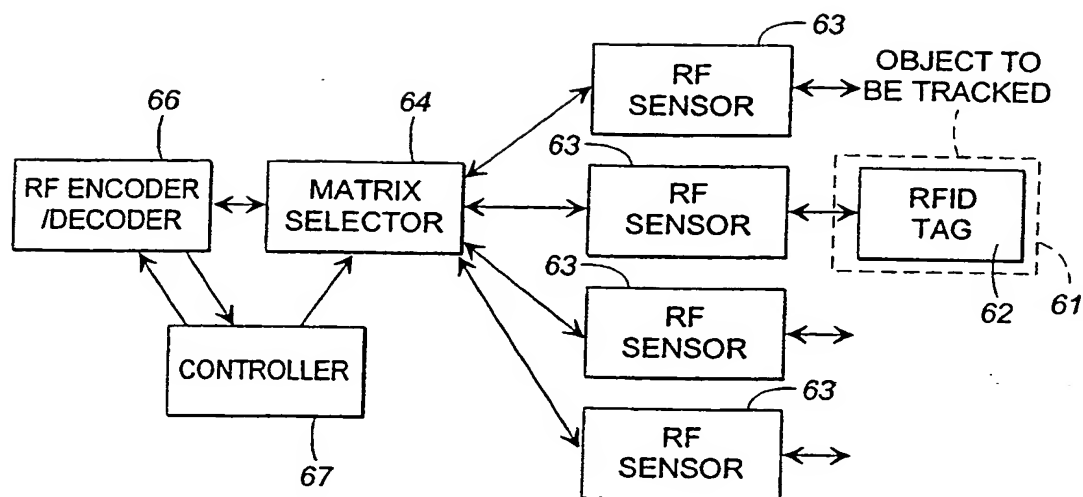 63
RF
SENSOR
OBJECT TO
BE TRACKED
66
RF ENCODER
/DECODER
64
MATRIX
SELECTOR
63
RF
SENSOR
RFID
TAG
62
61
63
RF
SENSOR
CONTROLLER
67
63
RF
SENSOR